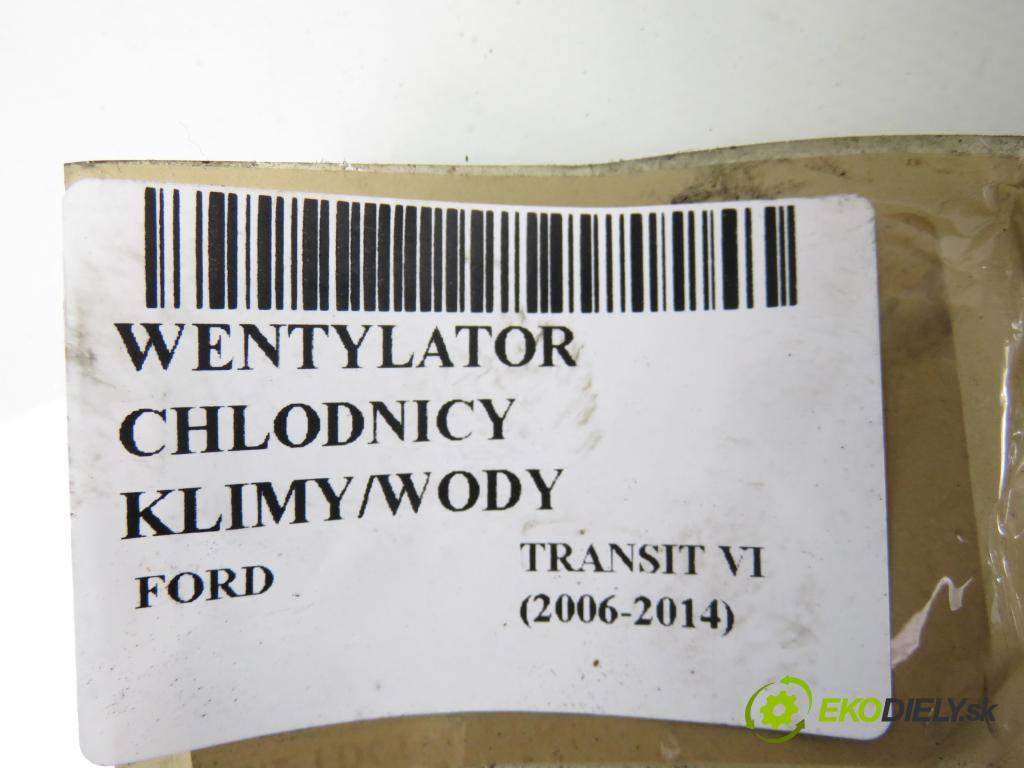 WENTYLATOR
CHLODNICY
KLIMY/WODY
FORD
TRANSIT VI
(2006-2014)
EKODIELY.sk